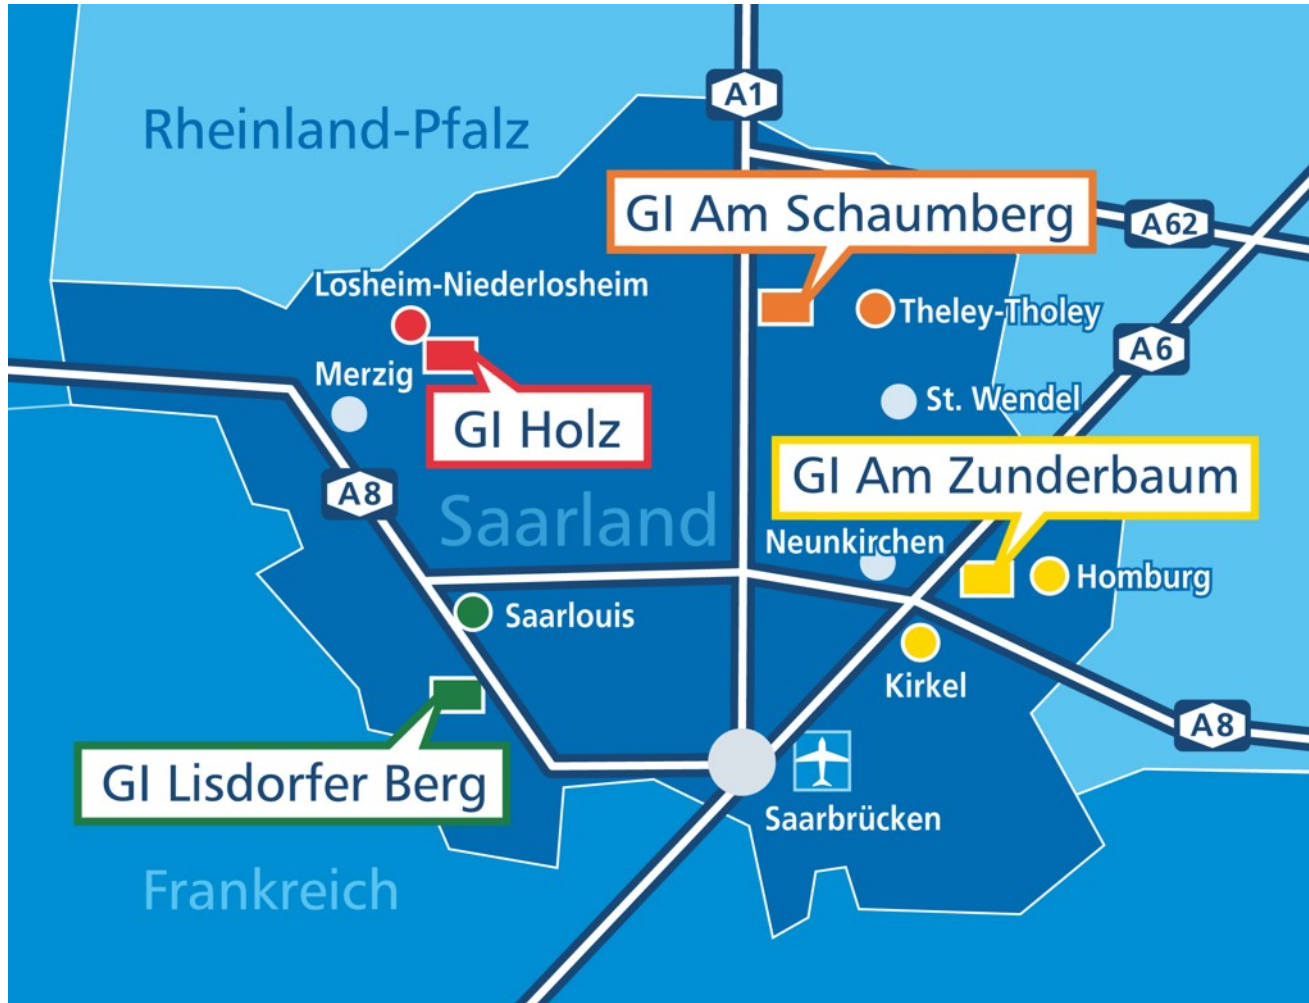 A1
Rheinland-Pfalz
GI Am Schaumberg
A62
Losheim-Niederlosheim
Theley-Tholey
A6
Merzig
St. Wendel
GI Holz
GI Am Zunderbaum
A8
Saarland
Neunkirchen
Homburg
Saarlouis
Kirkel
A8
GI Lisdorfer Berg
Saarbrücken
Frankreich